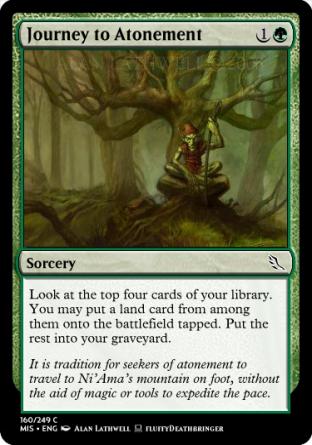 Journey to Atonement 1
ALAN LATHWELL
Sorcery
Look at the top four cards of your library.
You may put a land card from among
them onto the battlefield tapped. Put the
rest into your graveyard.
It is tradition for seekers of atonement to
travel to Ni'Ama's mountain on foot, without
the aid of magic or tools to expedite the pace.
160/249 C
MIS • ENG Alan Lathwell fluffyDeathbringer